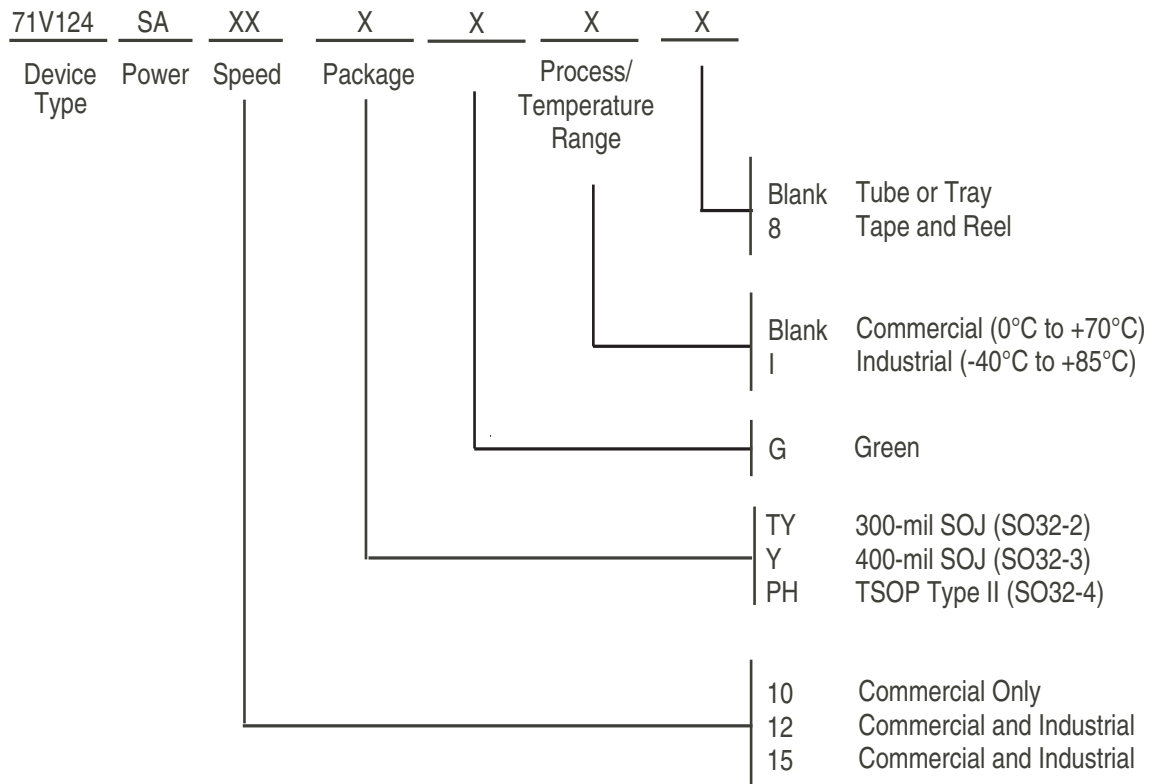 71V124 SA XX X X X X
Device Type Power Speed Package Process/ Temperature Range
Blank Tube or Tray
8 Tape and Reel
Blank Commercial (0°C to +70°C)
I Industrial (-40°C to +85°C)
G Green
TY 300-mil SOJ (SO32-2)
Y 400-mil SOJ (SO32-3)
PH TSOP Type II (SO32-4)
10 Commercial Only
12 Commercial and Industrial
15 Commercial and Industrial